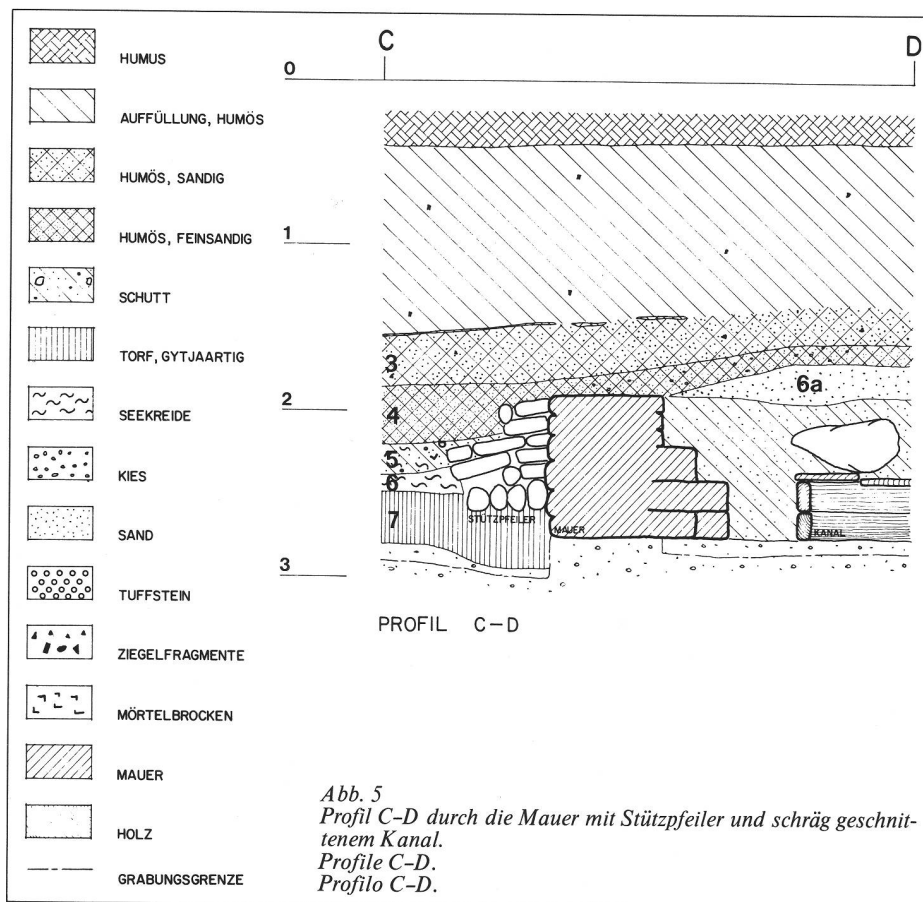 HUMUS
AUFFÜLLUNG, HUMÖS
HUMÖS, SANDIG
HUMÖS, FEINSANDIG
SCHUTT
TORF, GYTJAARTIG
SEEKREIDE
KIES
SAND
TUFFSTEIN
ZIEGELFRAGMENTE
MÖRTELBROCKEN
MAUER
HOLZ
GRABUNGSGRENZE
C D
0
1
2
3
3
4
5
6
7
6a
STÜTZPFEILER
MAUER
KANAL
PROFIL C-D
Abb. 5
Profil C-D durch die Mauer mit Stützpfeiler und schräg geschnit-
tenem Kanal.
Profile C-D.
Profilo C-D.